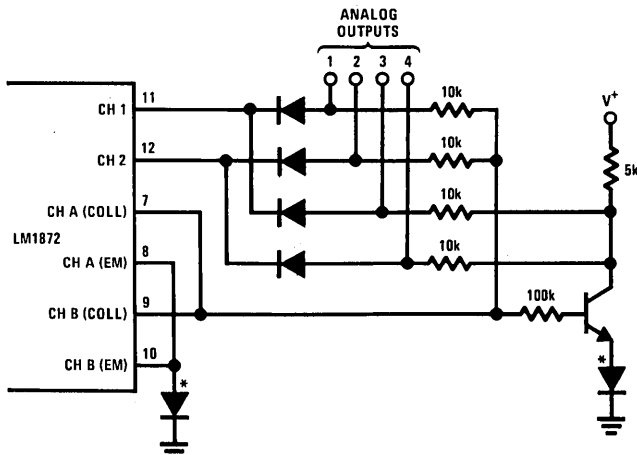 ANALOG
OUTPUTS
1 2 3 4
11
CH 1
10k
V+
12
CH 2
10k
5k
7
CH A (COLL)
10k
LM1872
8
CH A (EM)
10k
9
CH B (COLL)
100k
10
CH B (EM)
*
*